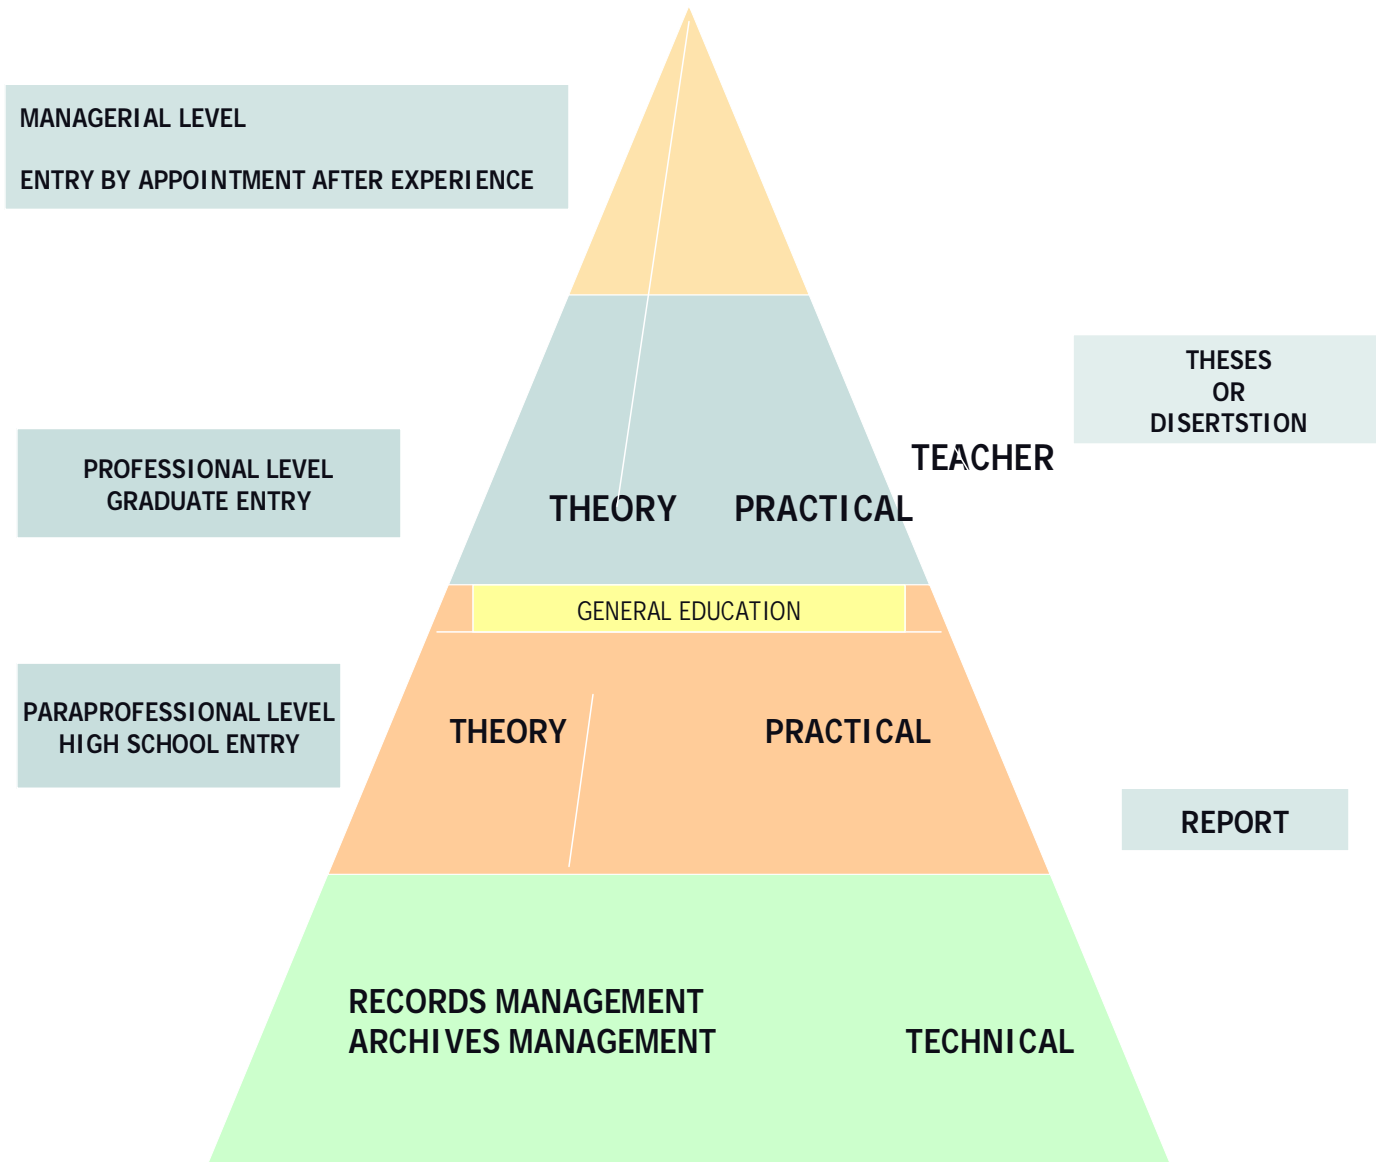 MANAGERIAL LEVEL
ENTRY BY APPOINTMENT AFTER EXPERIENCE
THESES
OR
DISERTSTION
TEACHER
PROFESSIONAL LEVEL
GRADUATE ENTRY
THEORY PRACTICAL
GENERAL EDUCATION
PARAPROFESSIONAL LEVEL
HIGH SCHOOL ENTRY
THEORY PRACTICAL
REPORT
RECORDS MANAGEMENT
ARCHIVES MANAGEMENT TECHNICAL